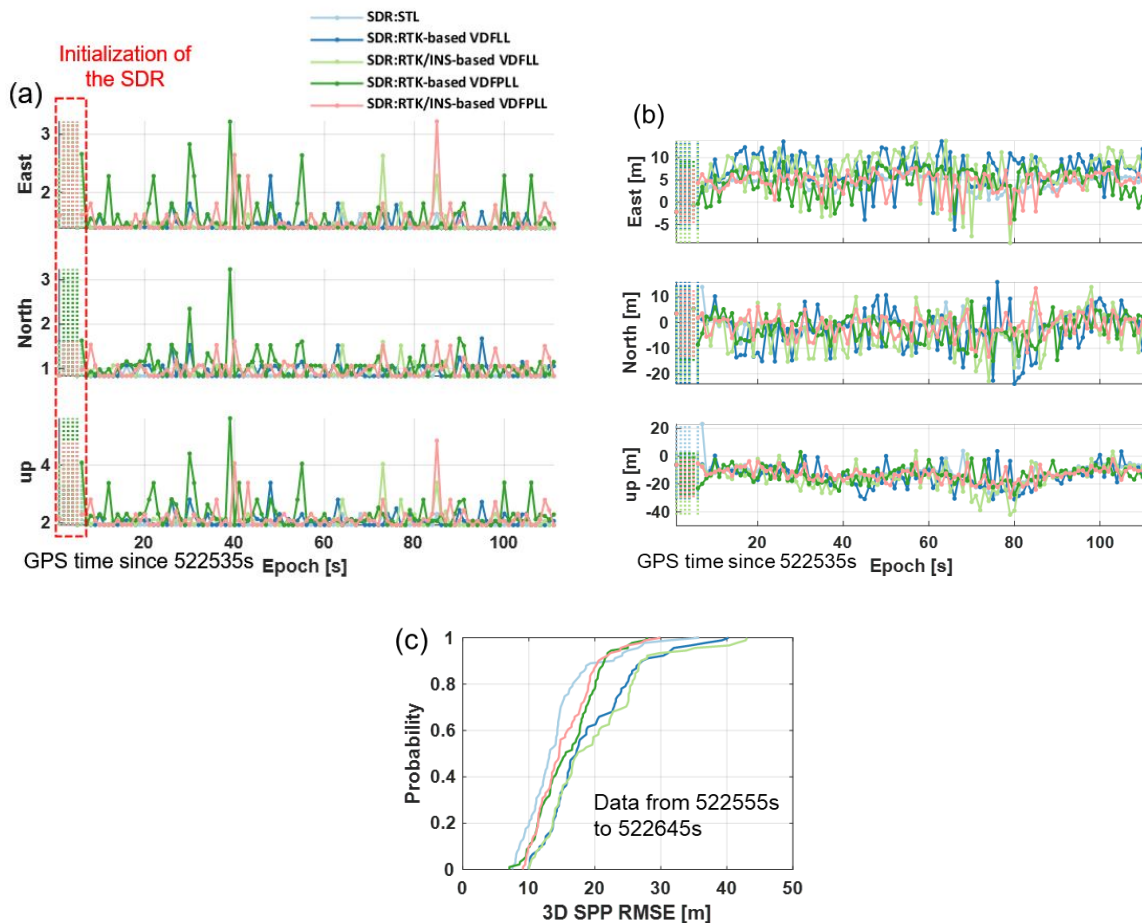 SDR:STL
SDR:RTK-based VDFLL
SDR:RTK/INS-based VDFLL
SDR:RTK-based VDFPLL
SDR:RTK/INS-based VDFPLL
Initialization of
the SDR
(a)
East
3
2
North
3
2
1
up
4
2
20 40 60 80 100
GPS time since 522535s Epoch [s]
(b)
East [m]
10
5
0
-5
North [m]
10
0
-10
-20
up [m]
20
0
-20
-40
20 40 60 80 100
GPS time since 522535s Epoch [s]
(c)
Probability
1
0.8
0.6
0.4
0.2
0
Data from 522555s
to 522645s
0 10 20 30 40 50
3D SPP RMSE [m]